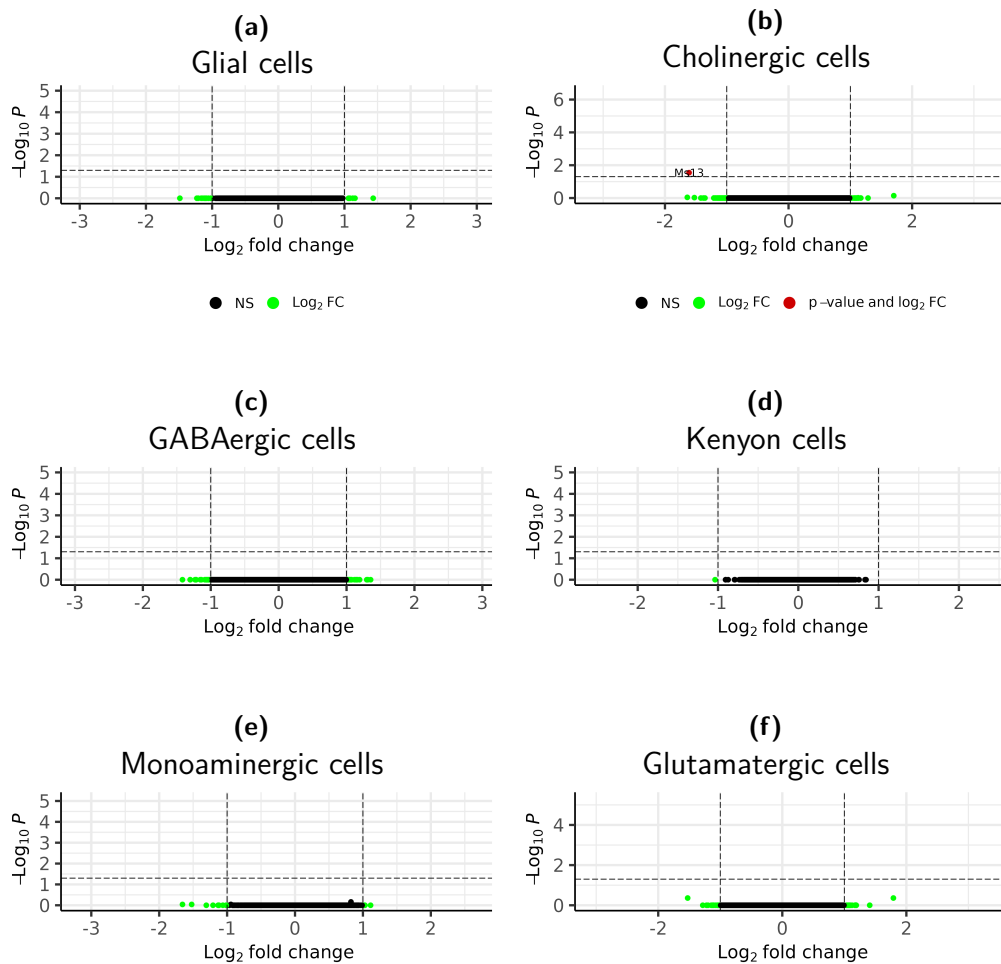 (a)
Glial cells
5
4
3
2
1
0
–Log10 P
-3 -2 -1 0 1 2 3
Log2 fold change
NS Log2 FC
(b)
Cholinergic cells
6
4
2
0
–Log10 P
-2 0 2
Log2 fold change
NS Log2 FC p–value and log2 FC
(c)
GABAergic cells
5
4
3
2
1
0
–Log10 P
-3 -2 -1 0 1 2 3
Log2 fold change
(d)
Kenyon cells
5
4
3
2
1
0
–Log10 P
-2 -1 0 1 2
Log2 fold change
(e)
Monoaminergic cells
5
4
3
2
1
0
–Log10 P
-3 -2 -1 0 1 2
Log2 fold change
(f)
Glutamatergic cells
4
2
0
–Log10 P
-2 0 2
Log2 fold change